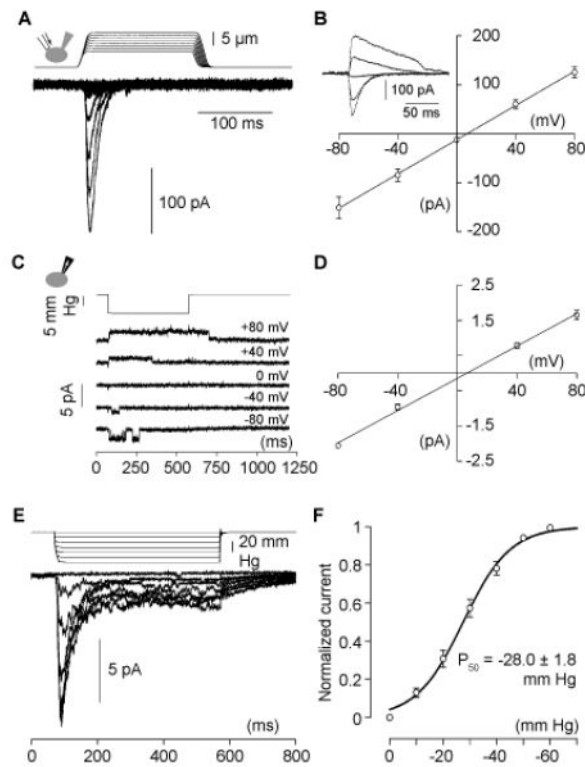 A
5 µm
100 ms
100 pA
B
100 pA
50 ms
200
100
(mV)
-80 -40 0 40 80
-100
(pA)
-200
C
5 mm
Hg
+80 mV
+40 mV
0 mV
5 pA
-40 mV
-80 mV
(ms)
0 250 500 750 1000 1250
D
2.5
1.5
(mV)
-80 -40 0 40 80
-1.5
(pA)
-2.5
E
20 mm
Hg
5 pA
(ms)
0 200 400 600 800
F
Normalized current
1
0.8
0.6
0.4
0.2
0
P50 = -28.0 ± 1.8
mm Hg
(mm Hg)
0 -20 -40 -60